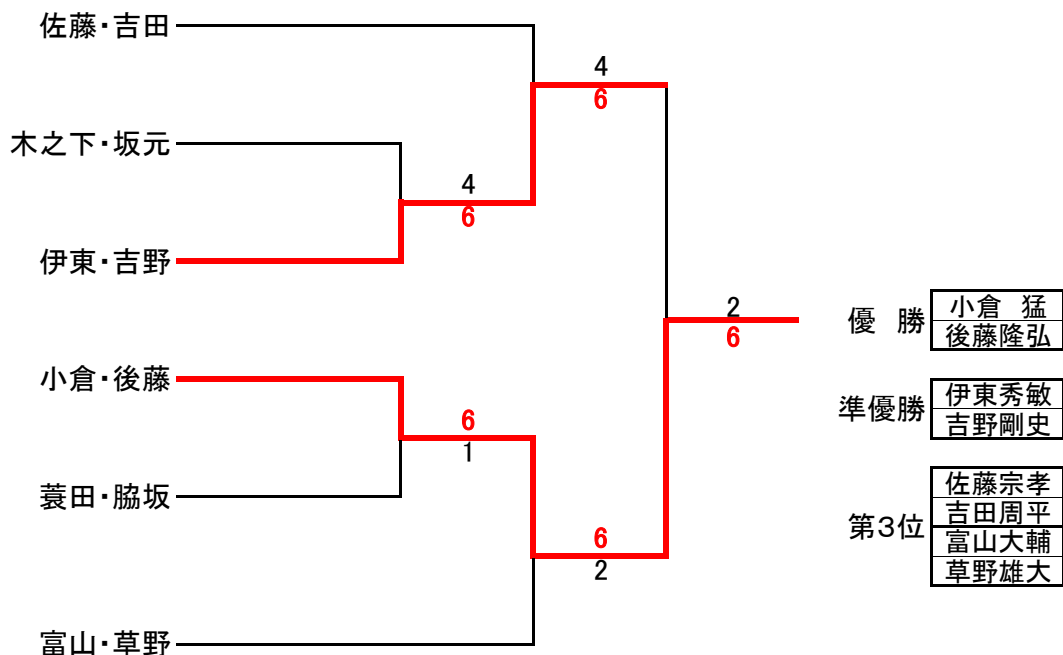 佐藤・吉田
4
6
木之下・坂元
4
6
伊東・吉野
2
6
優 勝
小倉 猛
後藤隆弘
小倉・後藤
準優勝
伊東秀敏
吉野剛史
6
1
蓑田・脇坂
第3位
佐藤宗孝
吉田周平
富山大輔
草野雄大
6
2
富山・草野